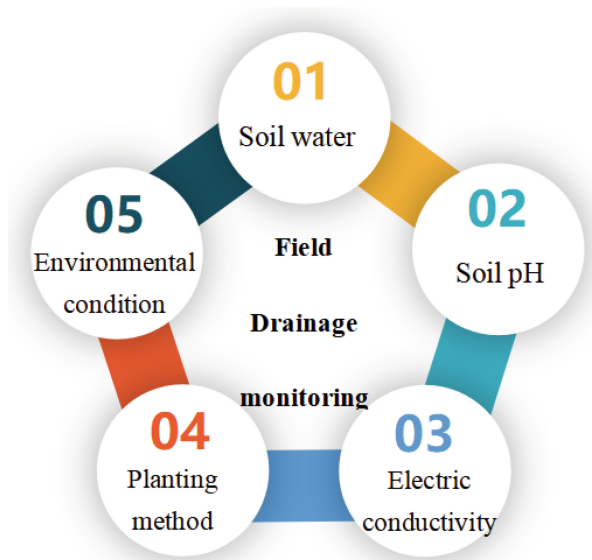 01
Soil water
02
Soil pH
03
Electric
conductivity
04
Planting
method
05
Environmental
condition
Field
Drainage
monitoring